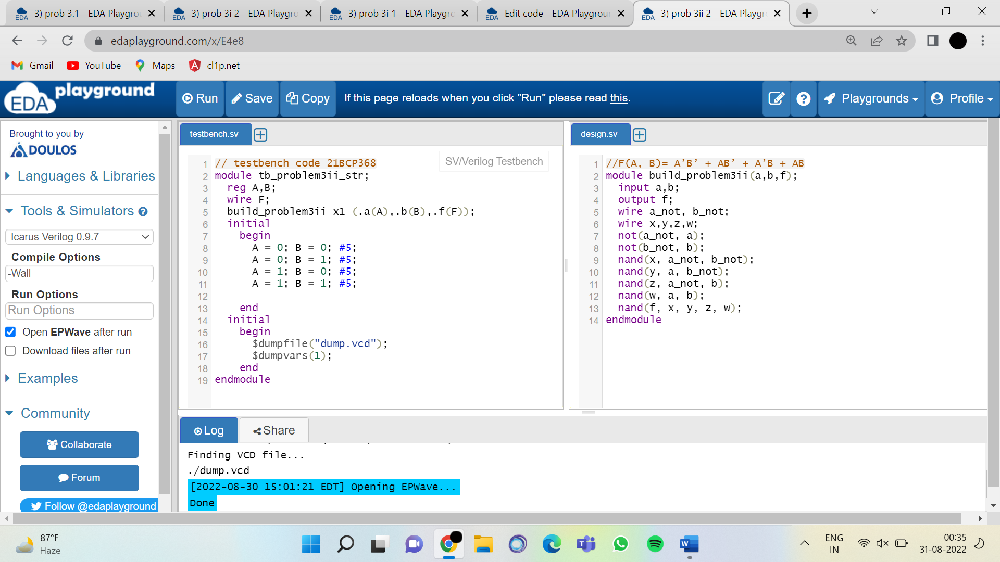 3) prob 3.1 - EDA Playgro
3) prob 3i 2 - EDA Playgro
3) prob 3i 1 - EDA Playgro
Edit code - EDA Playgroun
3) prob 3ii 2 - EDA Playgr
edaplayground.com/x/E4e8
Gmail
YouTube
Maps
cl1p.net
EDA playground
Run
Save
Copy
If this page reloads when you click "Run" please read this.
Playgrounds
Profile
Brought to you by
DOULOS
Languages & Libraries
Tools & Simulators
Icarus Verilog 0.9.7
Compile Options
-Wall
Run Options
Run Options
Open EPWave after run
Download files after run
Examples
Community
Collaborate
Forum
Follow @edaplayground
testbench.sv
SV/Verilog Testbench
1 // testbench code 21BCP368
2 module tb_problem3ii_str;
3 reg A,B;
4 wire F;
5 build_problem3ii x1 (.a(A),.b(B),.f(F));
6 initial
7 begin
8 A = 0; B = 0; #5;
9 A = 0; B = 1; #5;
10 A = 1; B = 0; #5;
11 A = 1; B = 1; #5;
12
13 end
14 initial
15 begin
16 $dumpfile("dump.vcd");
17 $dumpvars(1);
18 end
19 endmodule
design.sv
1 //F(A, B)= A’B’ + AB’ + A’B + AB
2 module build_problem3ii(a,b,f);
3 input a,b;
4 output f;
5 wire a_not, b_not;
6 wire x,y,z,w;
7 not(a_not, a);
8 not(b_not, b);
9 nand(x, a_not, b_not);
10 nand(y, a, b_not);
11 nand(z, a_not, b);
12 nand(w, a, b);
13 nand(f, x, y, z, w);
14 endmodule
Log
Share
Finding VCD file...
./dump.vcd
[2022-08-30 15:01:21 EDT] Opening EPWave...
Done
87°F
Haze
ENG
IN
00:35
31-08-2022